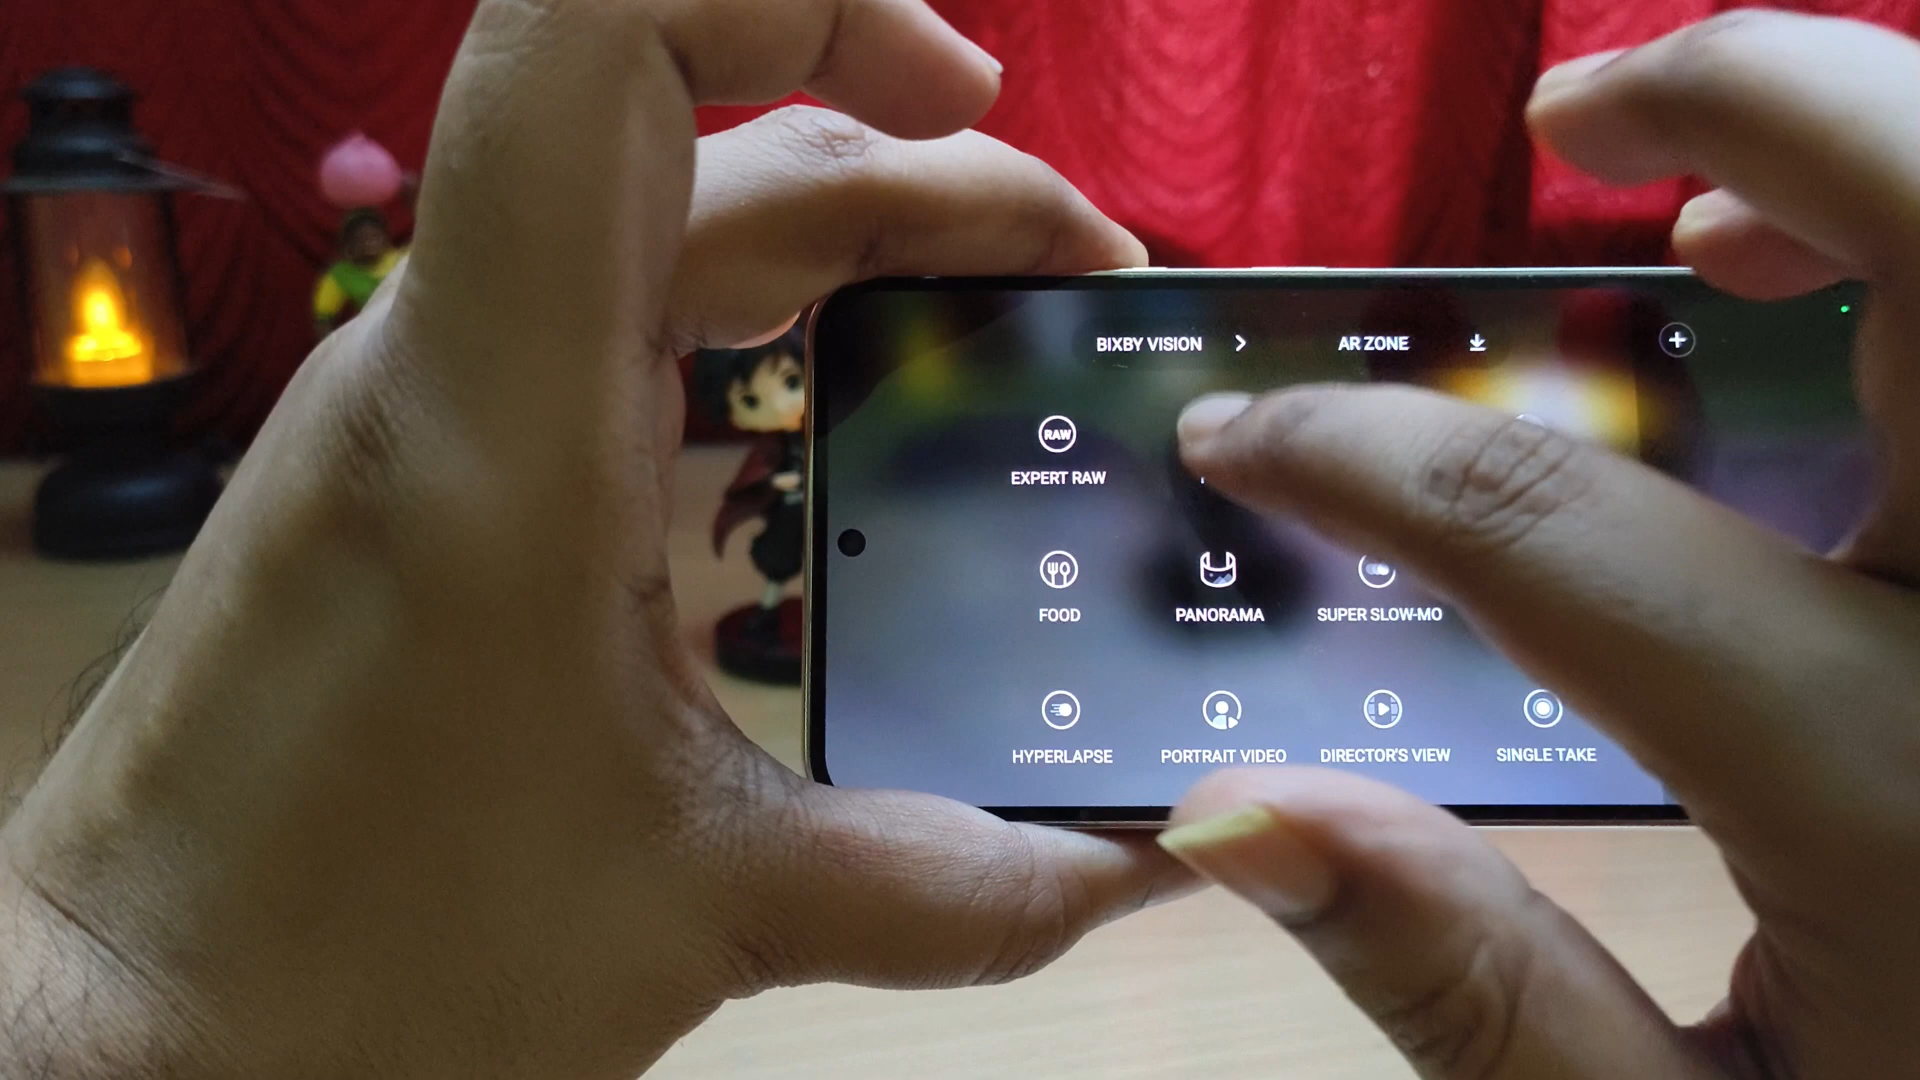 BIXBY VISION AR ZONE
RAW
EXPERT RAW
FOOD PANORAMA SUPER SLOW-MO
HYPERLAPSE PORTRAIT VIDEO DIRECTOR'S VIEW SINGLE TAKE